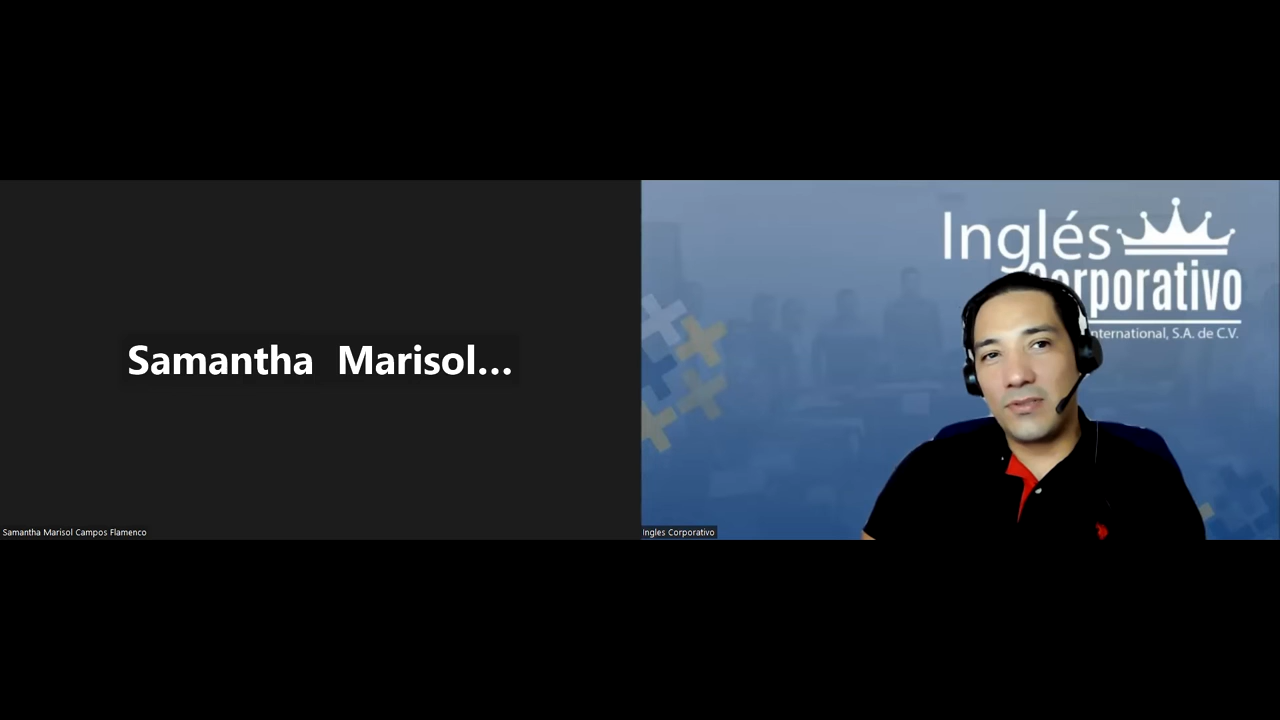 Samantha Marisol...
Samantha Marisol Campos Flamenco
Inglés
Corporativo
International, S.A. de C.V.
Ingles Corporativo